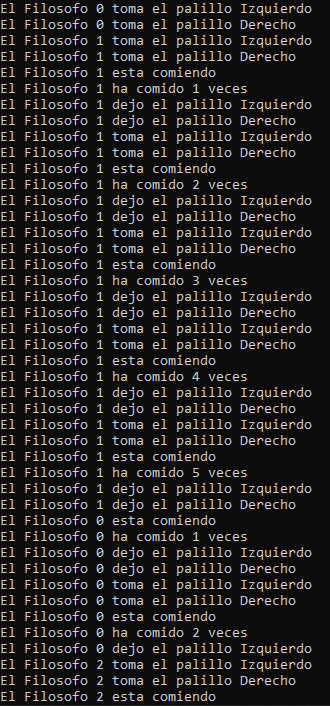 El Filosofo 0 toma el palillo Izquierdo
El Filosofo 0 toma el palillo Derecho
El Filosofo 1 toma el palillo Izquierdo
El Filosofo 1 toma el palillo Derecho
El Filosofo 1 esta comiendo
El Filosofo 1 ha comido 1 veces
El Filosofo 1 dejo el palillo Izquierdo
El Filosofo 1 dejo el palillo Derecho
El Filosofo 1 toma el palillo Izquierdo
El Filosofo 1 toma el palillo Derecho
El Filosofo 1 esta comiendo
El Filosofo 1 ha comido 2 veces
El Filosofo 1 dejo el palillo Izquierdo
El Filosofo 1 dejo el palillo Derecho
El Filosofo 1 toma el palillo Izquierdo
El Filosofo 1 toma el palillo Derecho
El Filosofo 1 esta comiendo
El Filosofo 1 ha comido 3 veces
El Filosofo 1 dejo el palillo Izquierdo
El Filosofo 1 dejo el palillo Derecho
El Filosofo 1 toma el palillo Izquierdo
El Filosofo 1 toma el palillo Derecho
El Filosofo 1 esta comiendo
El Filosofo 1 ha comido 4 veces
El Filosofo 1 dejo el palillo Izquierdo
El Filosofo 1 dejo el palillo Derecho
El Filosofo 1 toma el palillo Izquierdo
El Filosofo 1 toma el palillo Derecho
El Filosofo 1 esta comiendo
El Filosofo 1 ha comido 5 veces
El Filosofo 1 dejo el palillo Izquierdo
El Filosofo 1 dejo el palillo Derecho
El Filosofo 0 esta comiendo
El Filosofo 0 ha comido 1 veces
El Filosofo 0 dejo el palillo Izquierdo
El Filosofo 0 dejo el palillo Derecho
El Filosofo 0 toma el palillo Izquierdo
El Filosofo 0 toma el palillo Derecho
El Filosofo 0 esta comiendo
El Filosofo 0 ha comido 2 veces
El Filosofo 0 dejo el palillo Izquierdo
El Filosofo 2 toma el palillo Izquierdo
El Filosofo 2 toma el palillo Derecho
El Filosofo 2 esta comiendo